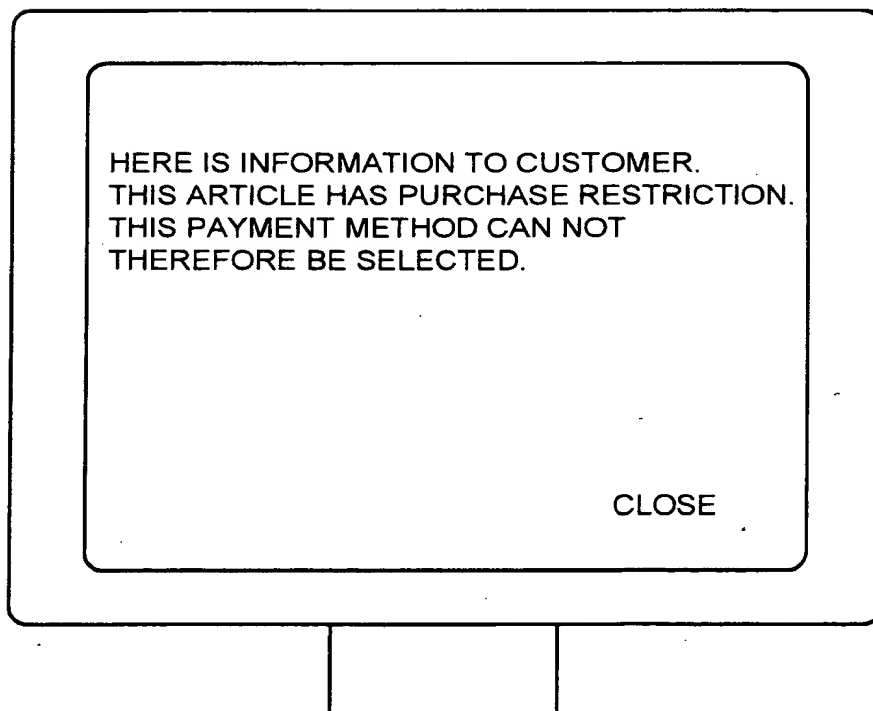 HERE IS INFORMATION TO CUSTOMER.
THIS ARTICLE HAS PURCHASE RESTRICTION.
THIS PAYMENT METHOD CAN NOT
THEREFORE BE SELECTED.
CLOSE